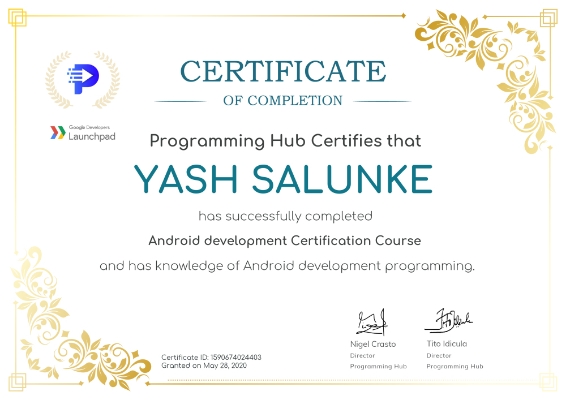 CERTIFICATE
OF COMPLETION
Google Developers
Launchpad
Programming Hub Certifies that
YASH SALUNKE
has successfully completed
Android development Certification Course
and has knowledge of Android development programming.
Nigel Crasto
Director
Programming Hub
Tito Idicula
Director
Programming Hub
Certificate ID: 1590674024403
Granted on May 28, 2020